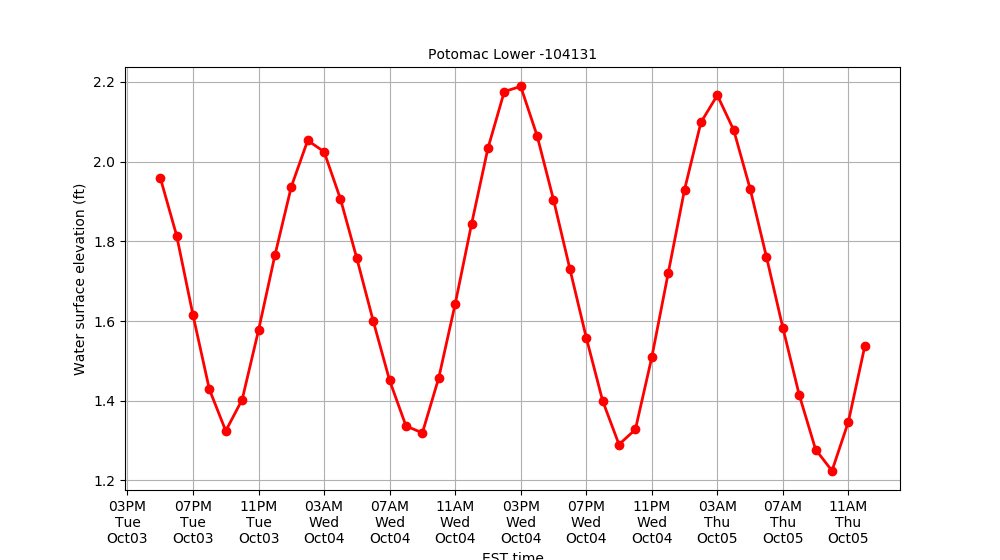 Potomac Lower -104131
Water surface elevation (ft)
2.2
2.0
1.8
1.6
1.4
1.2
03PM 07PM 11PM 03AM 07AM 11AM 03PM 07PM 11PM 03AM 07AM 11AM
Tue Tue Tue Wed Wed Wed Wed Wed Wed Thu Thu Thu
Oct03 Oct03 Oct03 Oct04 Oct04 Oct04 Oct04 Oct04 Oct04 Oct05 Oct05 Oct05
EST time